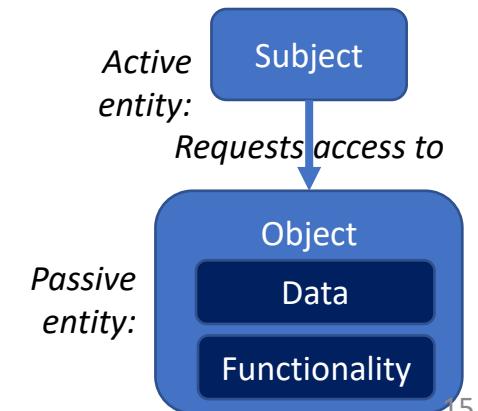 Subject
Active
entity:
Requests access to
Object
Data
Passive
entity:
Functionality
15